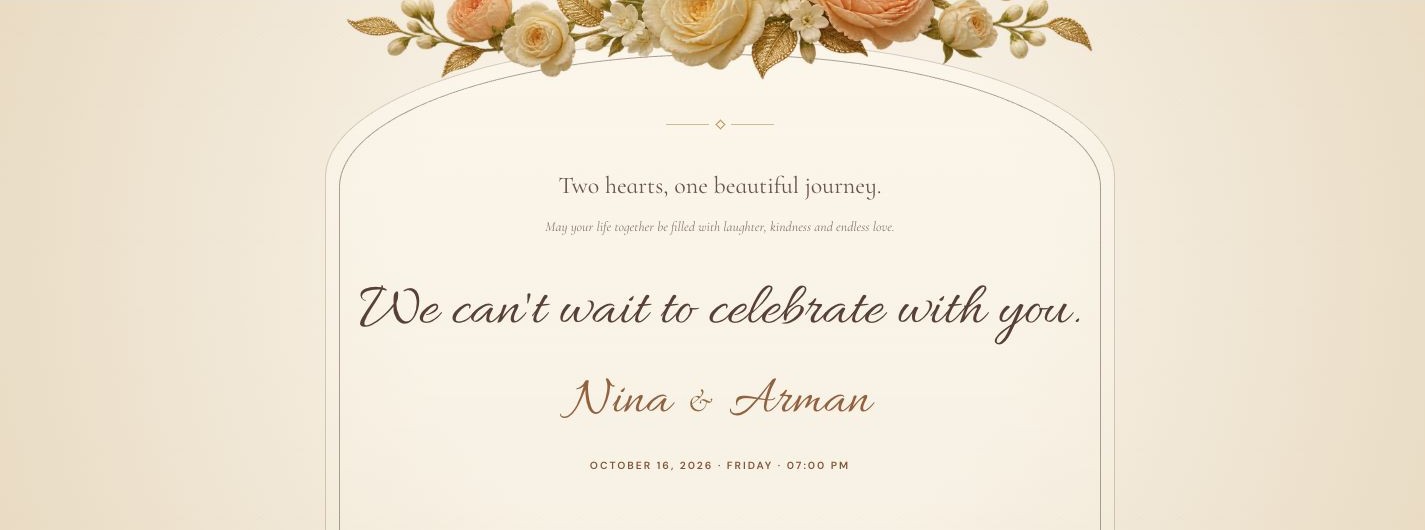 Two hearts, one beautiful journey.
May your life together be filled with laughter, kindness and endless love.
We can't wait to celebrate with you.
Nina & Arman
OCTOBER 16, 2026 · FRIDAY · 07:00 PM